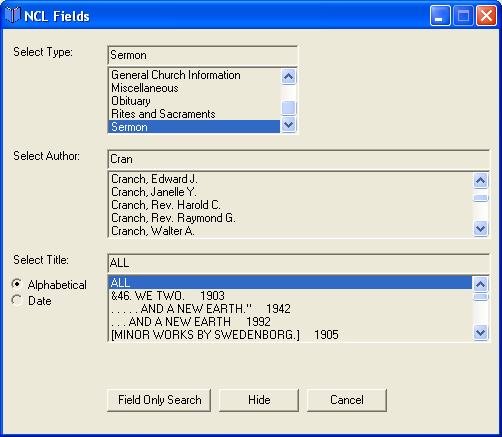 NCL Fields
Select Type:
Sermon
General Church Information
Miscellaneous
Obituary
Rites and Sacraments
Sermon
Select Author:
Cran
Cranch, Edward J.
Cranch, Janelle Y.
Cranch, Rev. Harold C.
Cranch, Rev. Raymond G.
Cranch, Walter A.
Select Title:
ALL
Alphabetical
Date
ALL
&46. WE TWO. 1903
. . . . . AND A NEW EARTH." 1942
. . . AND A NEW EARTH 1992
[MINOR WORKS BY SWEDENBORG.] 1905
Field Only Search
Hide
Cancel